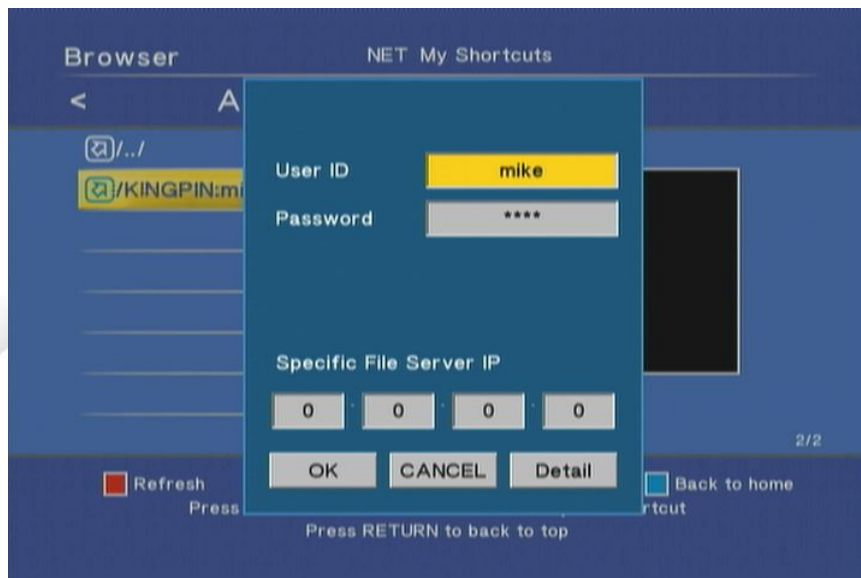 Browser
NET My Shortcuts
< A
/../
/KINGPIN:mi
User ID mike
Password ****
Specific File Server IP
0 . 0 . 0 . 0
OK CANCEL Detail
2/2
Refresh Back to home
Press rtcut
Press RETURN to back to top